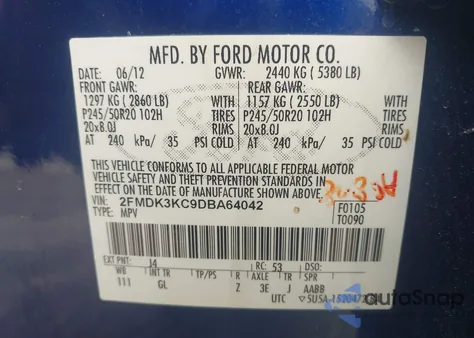 MFD. BY FORD MOTOR CO.
DATE: 06/12 GVWR: 2440 KG ( 5380 LB)
FRONT GAWR: REAR GAWR:
1297 KG ( 2860 LB) WITH 1157 KG ( 2550 LB) WITH
P245/50R20 102H TIRES P245/50R20 102H TIRES
20x8.0J RIMS 20x8.0J RIMS
AT 240 kPa/ 35 PSI COLD AT 240 kPa/ 35 PSI COLD
THIS VEHICLE CONFORMS TO ALL APPLICABLE FEDERAL MOTOR
VEHICLE SAFETY AND THEFT PREVENTION STANDARDS IN
EFFECT ON THE DATE OF MANUFACTURE SHOWN ABOVE.
VIN: 2FMDK3KC9DBA64042 F0105
TYPE: MPV T0090
EXT PNT: J4 RC: 53 DSO:
WB INT TR TP/PS R AXLE TR SPR
111 GL Z 3E J AABB
UTC
autoSnap